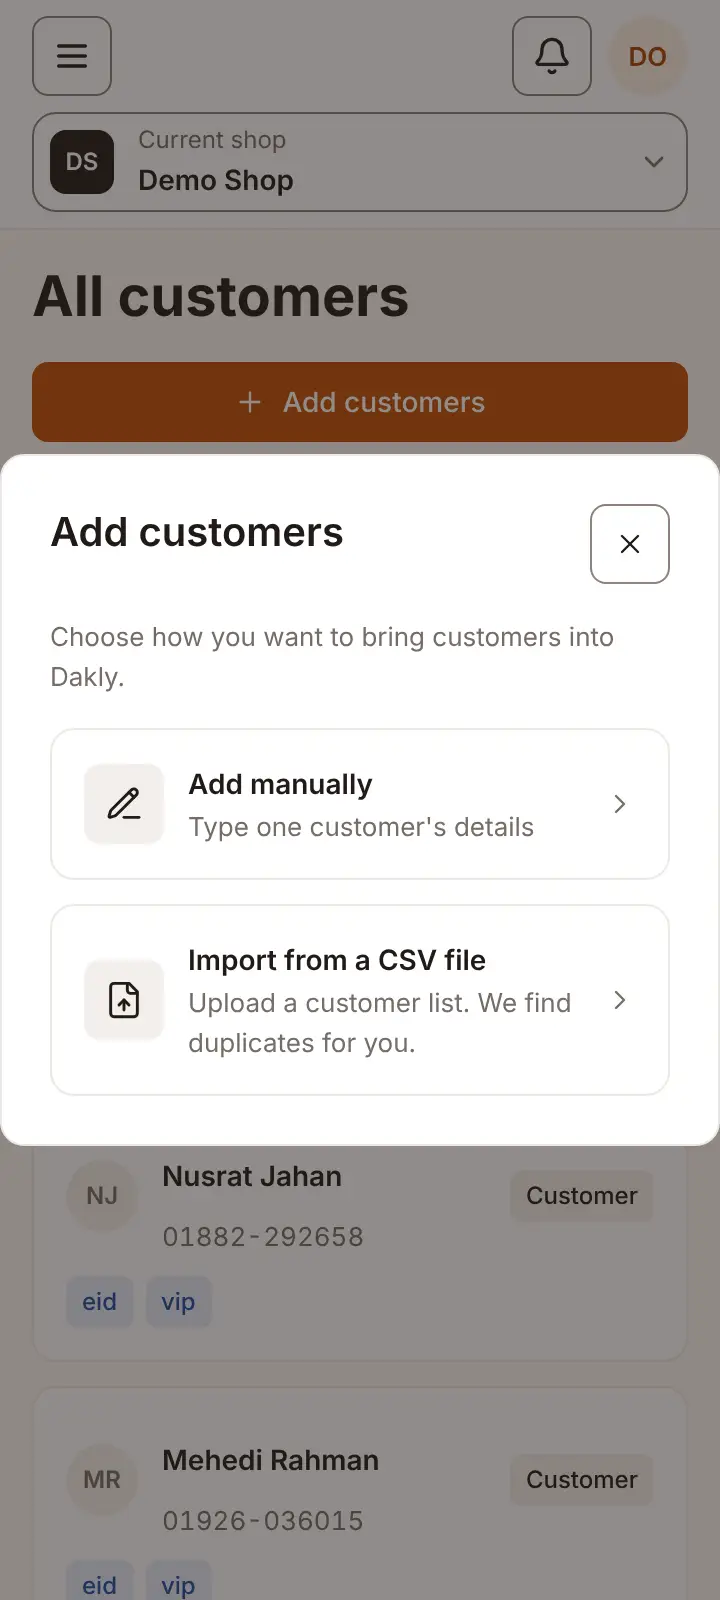 DO
DS
Current shop
Demo Shop
All customers
Add customers
Add customers
Choose how you want to bring customers into
Dakly.
Add manually
Type one customer's details
Import from a CSV file
Upload a customer list. We find
duplicates for you.
NJ
Nusrat Jahan
Customer
01882-292658
eid
vip
MR
Mehedi Rahman
Customer
01926-036015
eid
vip